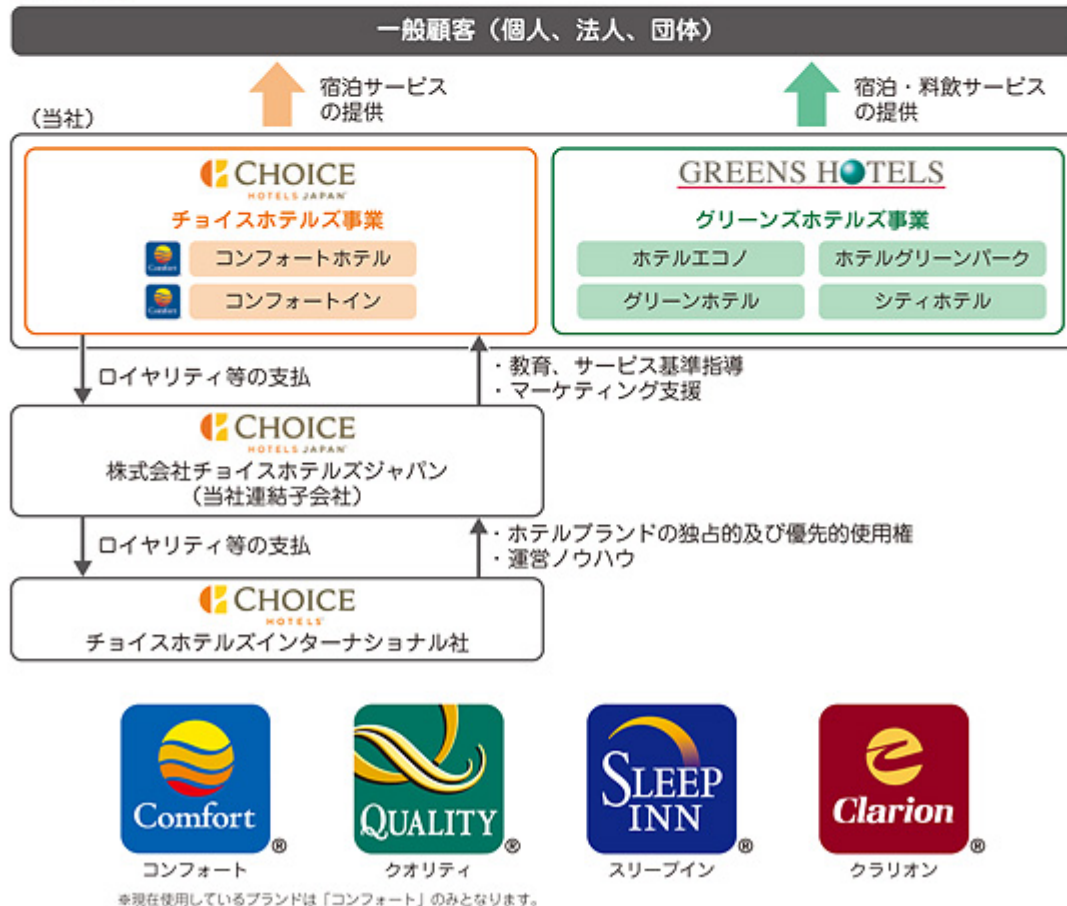 一般顧客（個人、法人、団体）
宿泊サービス
の提供
宿泊・料飲サービス
の提供
（当社）
CHOICE
HOTELS JAPAN
チョイスホテルズ事業
Comfort
コンフォートホテル
Comfort
コンフォートイン
GREENS HOTELS
グリーンズホテルズ事業
ホテルエコノ
ホテルグリーンパーク
グリーンホテル
シティホテル
ロイヤリティ等の支払
・教育、サービス基準指導
・マーケティング支援
CHOICE
HOTELS JAPAN
株式会社チョイスホテルズジャパン
（当社連結子会社）
ロイヤリティ等の支払
・ホテルブランドの独占的及び優先的使用権
・運営ノウハウ
CHOICE
HOTELS
チョイスホテルズインターナショナル社
Comfort
®
コンフォート
QUALITY
®
クオリティ
SLEEP
INN
®
スリープイン
Clarion
®
クラリオン
※現在使用しているブランドは「コンフォート」のみとなります。